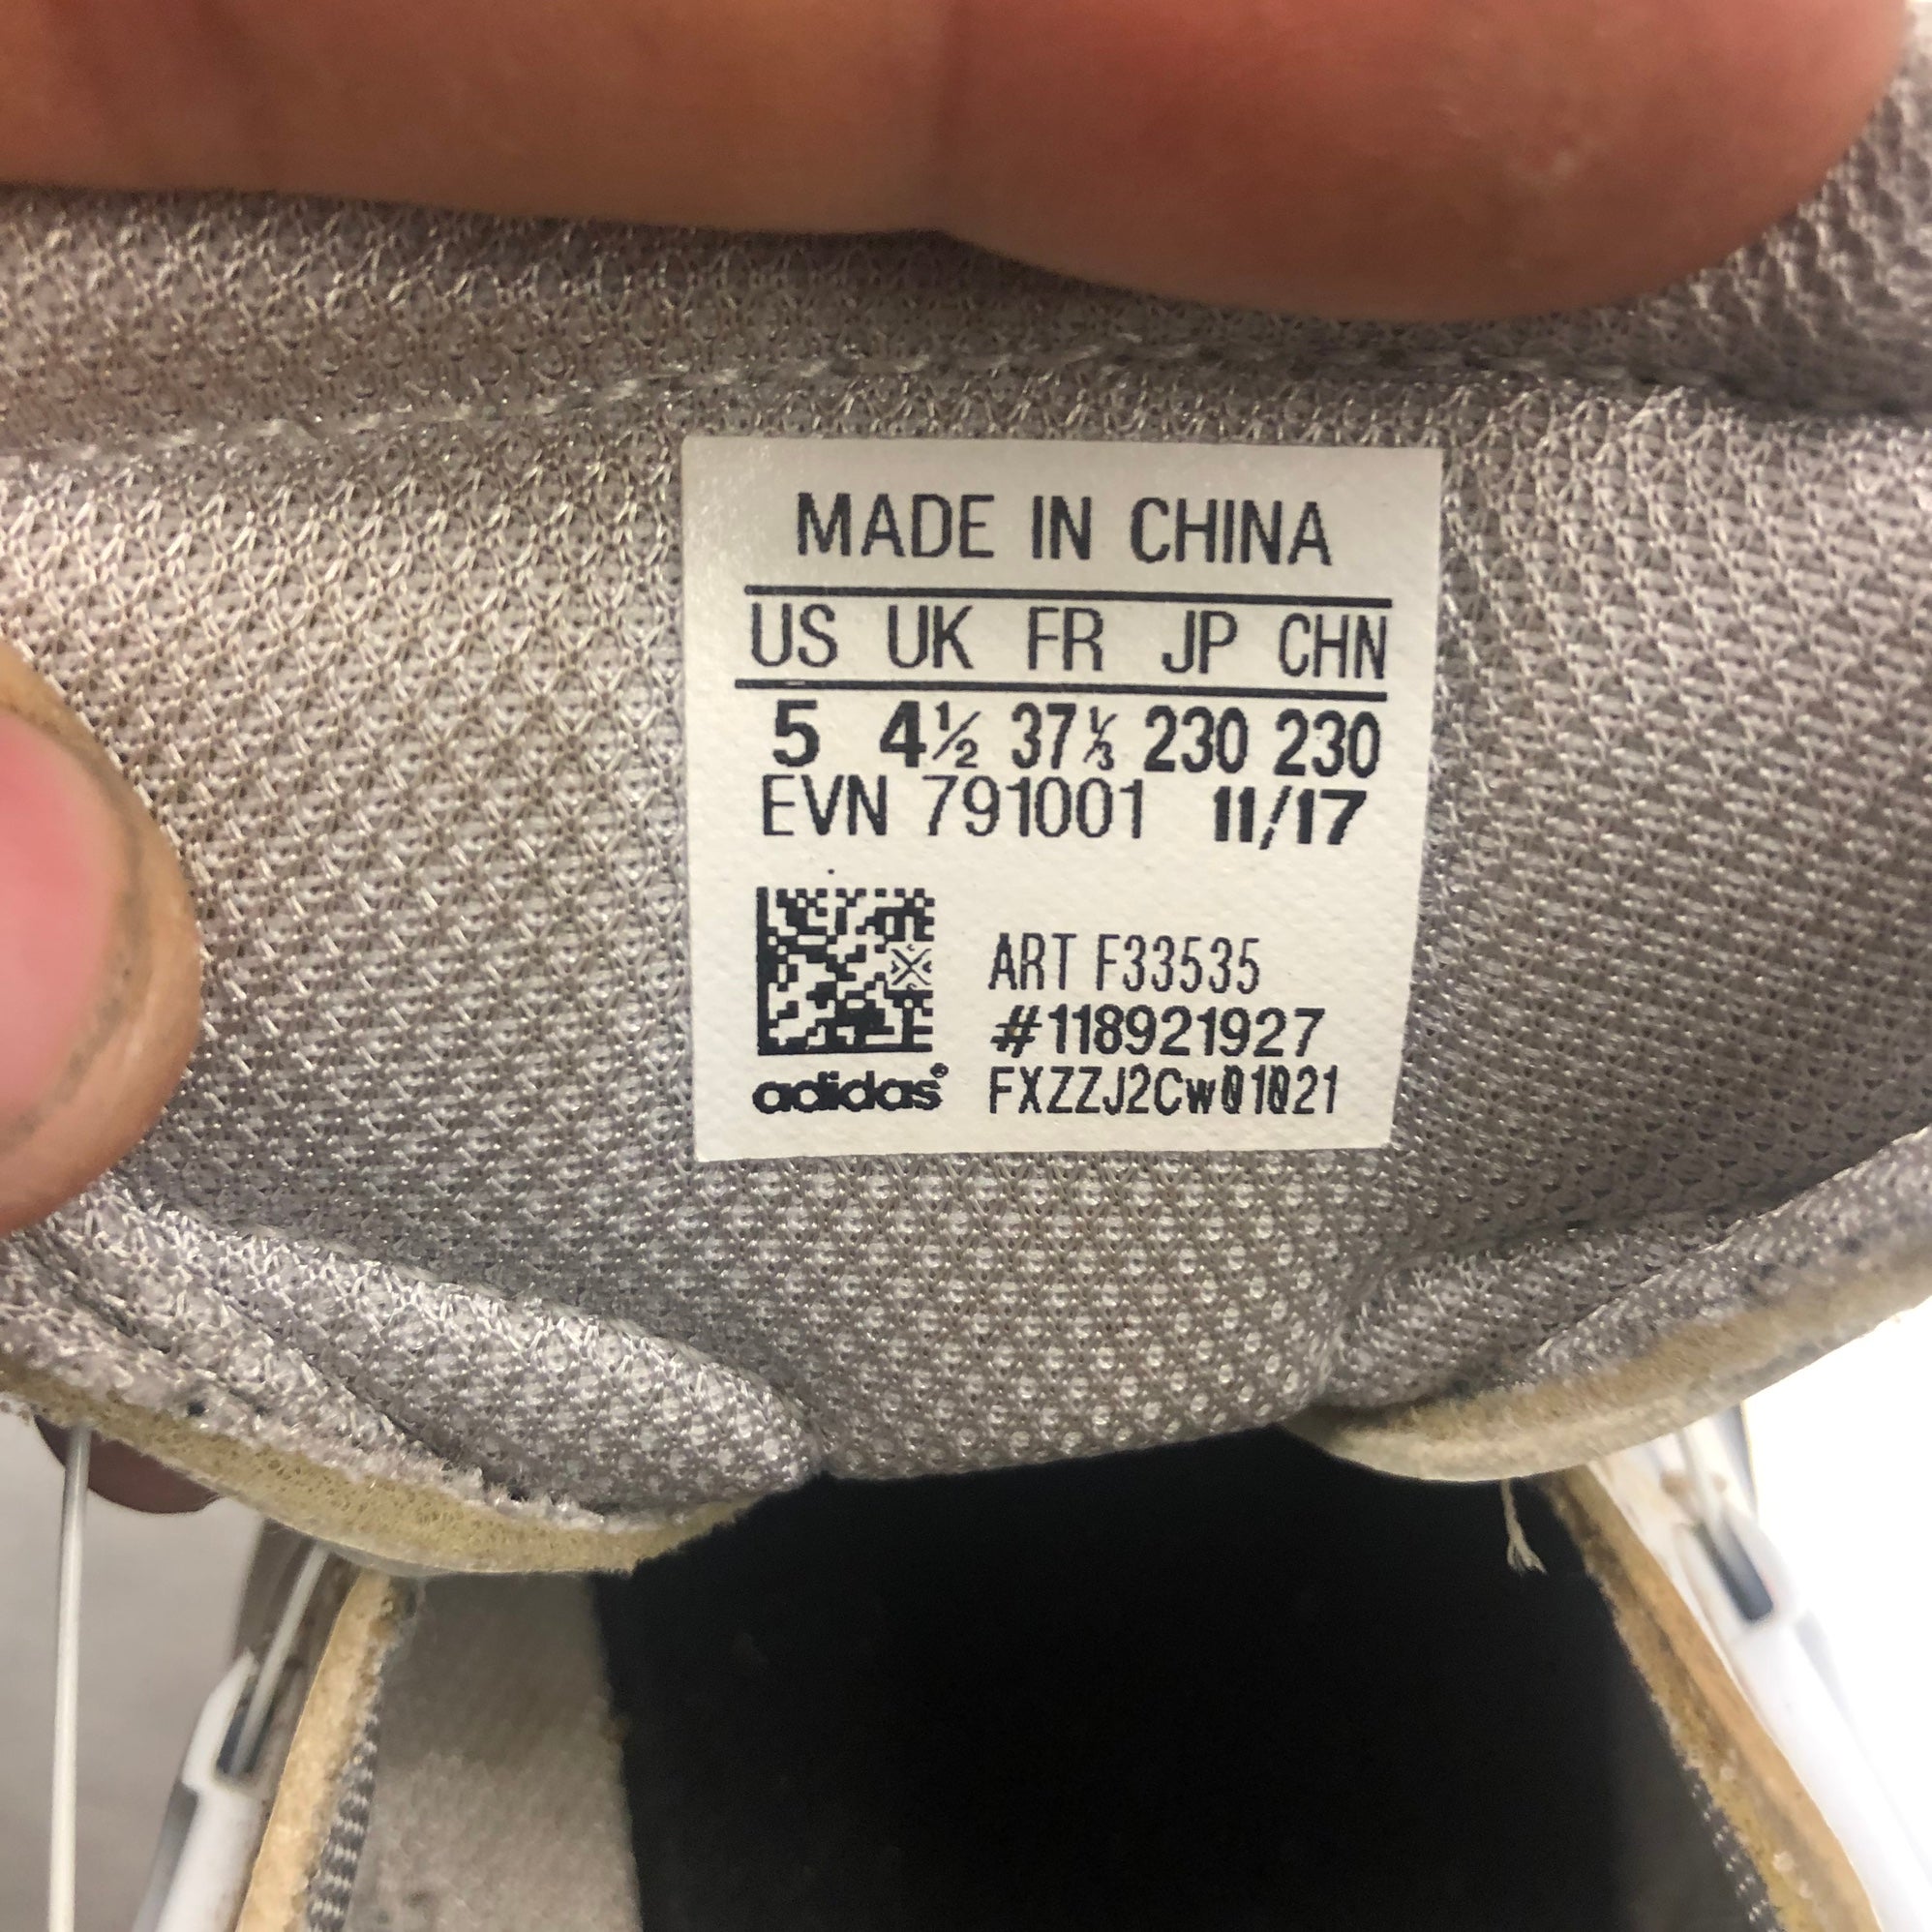 MADE IN CHINA
US UK FR JP CHN
5 4½ 37⅓ 230 230
EVN 791001 11/17
ART F33535
#118921927
adidas® FXZZJ2Cw01021